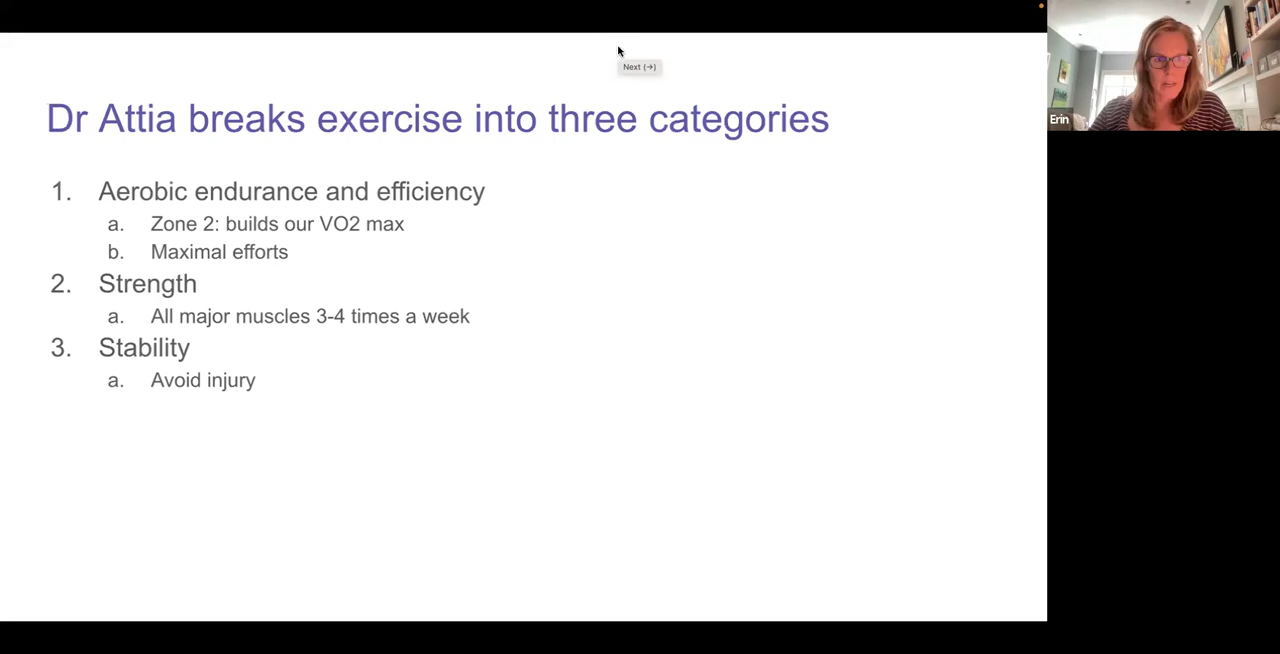 Next (→)
Dr Attia breaks exercise into three categories
1. Aerobic endurance and efficiency
a. Zone 2: builds our VO2 max
b. Maximal efforts
2. Strength
a. All major muscles 3-4 times a week
3. Stability
a. Avoid injury
Erin